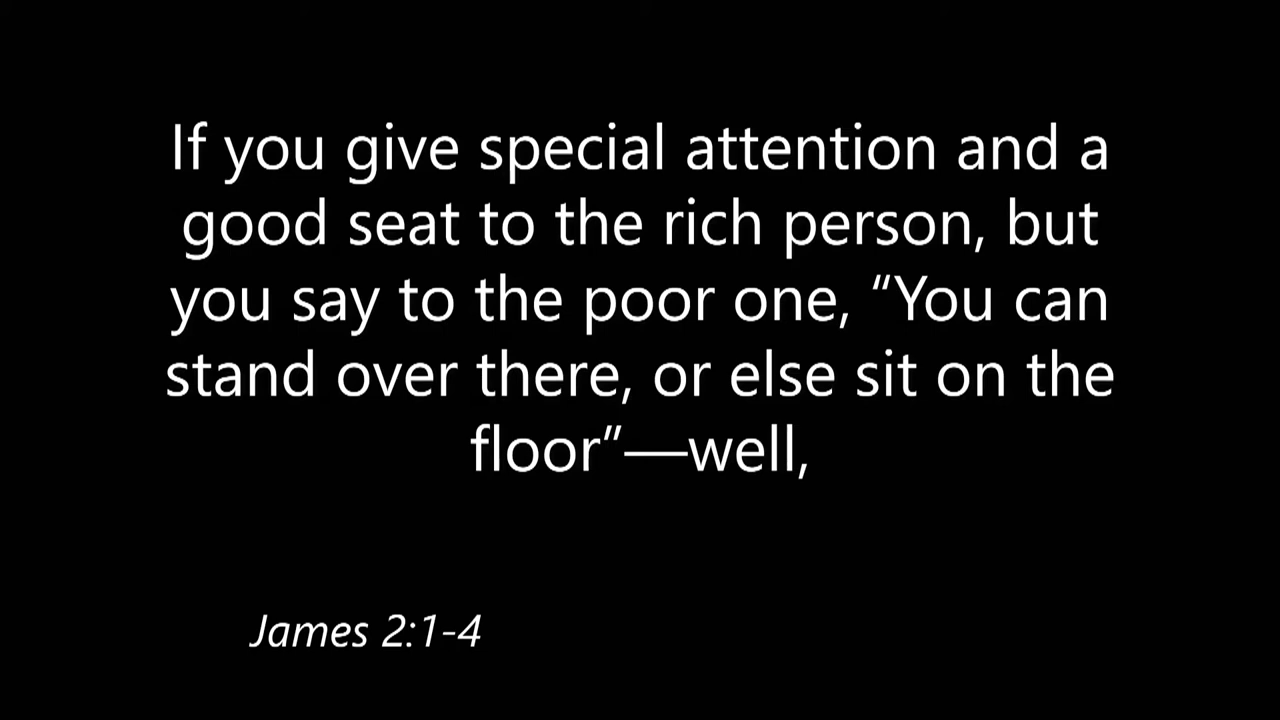 If you give special attention and a
good seat to the rich person, but
you say to the poor one, “You can
stand over there, or else sit on the
floor”—well,
James 2:1-4